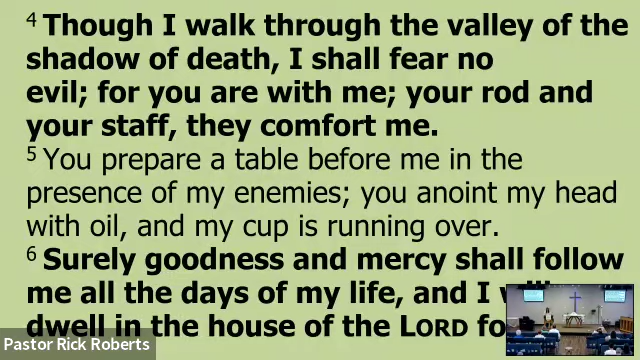 4 Though I walk through the valley of the
shadow of death, I shall fear no
evil; for you are with me; your rod and
your staff, they comfort me.
5 You prepare a table before me in the
presence of my enemies; you anoint my head
with oil, and my cup is running over.
6 Surely goodness and mercy shall follow
me all the days of my life, and I
dwell in the house of the LORD
Pastor Rick Roberts